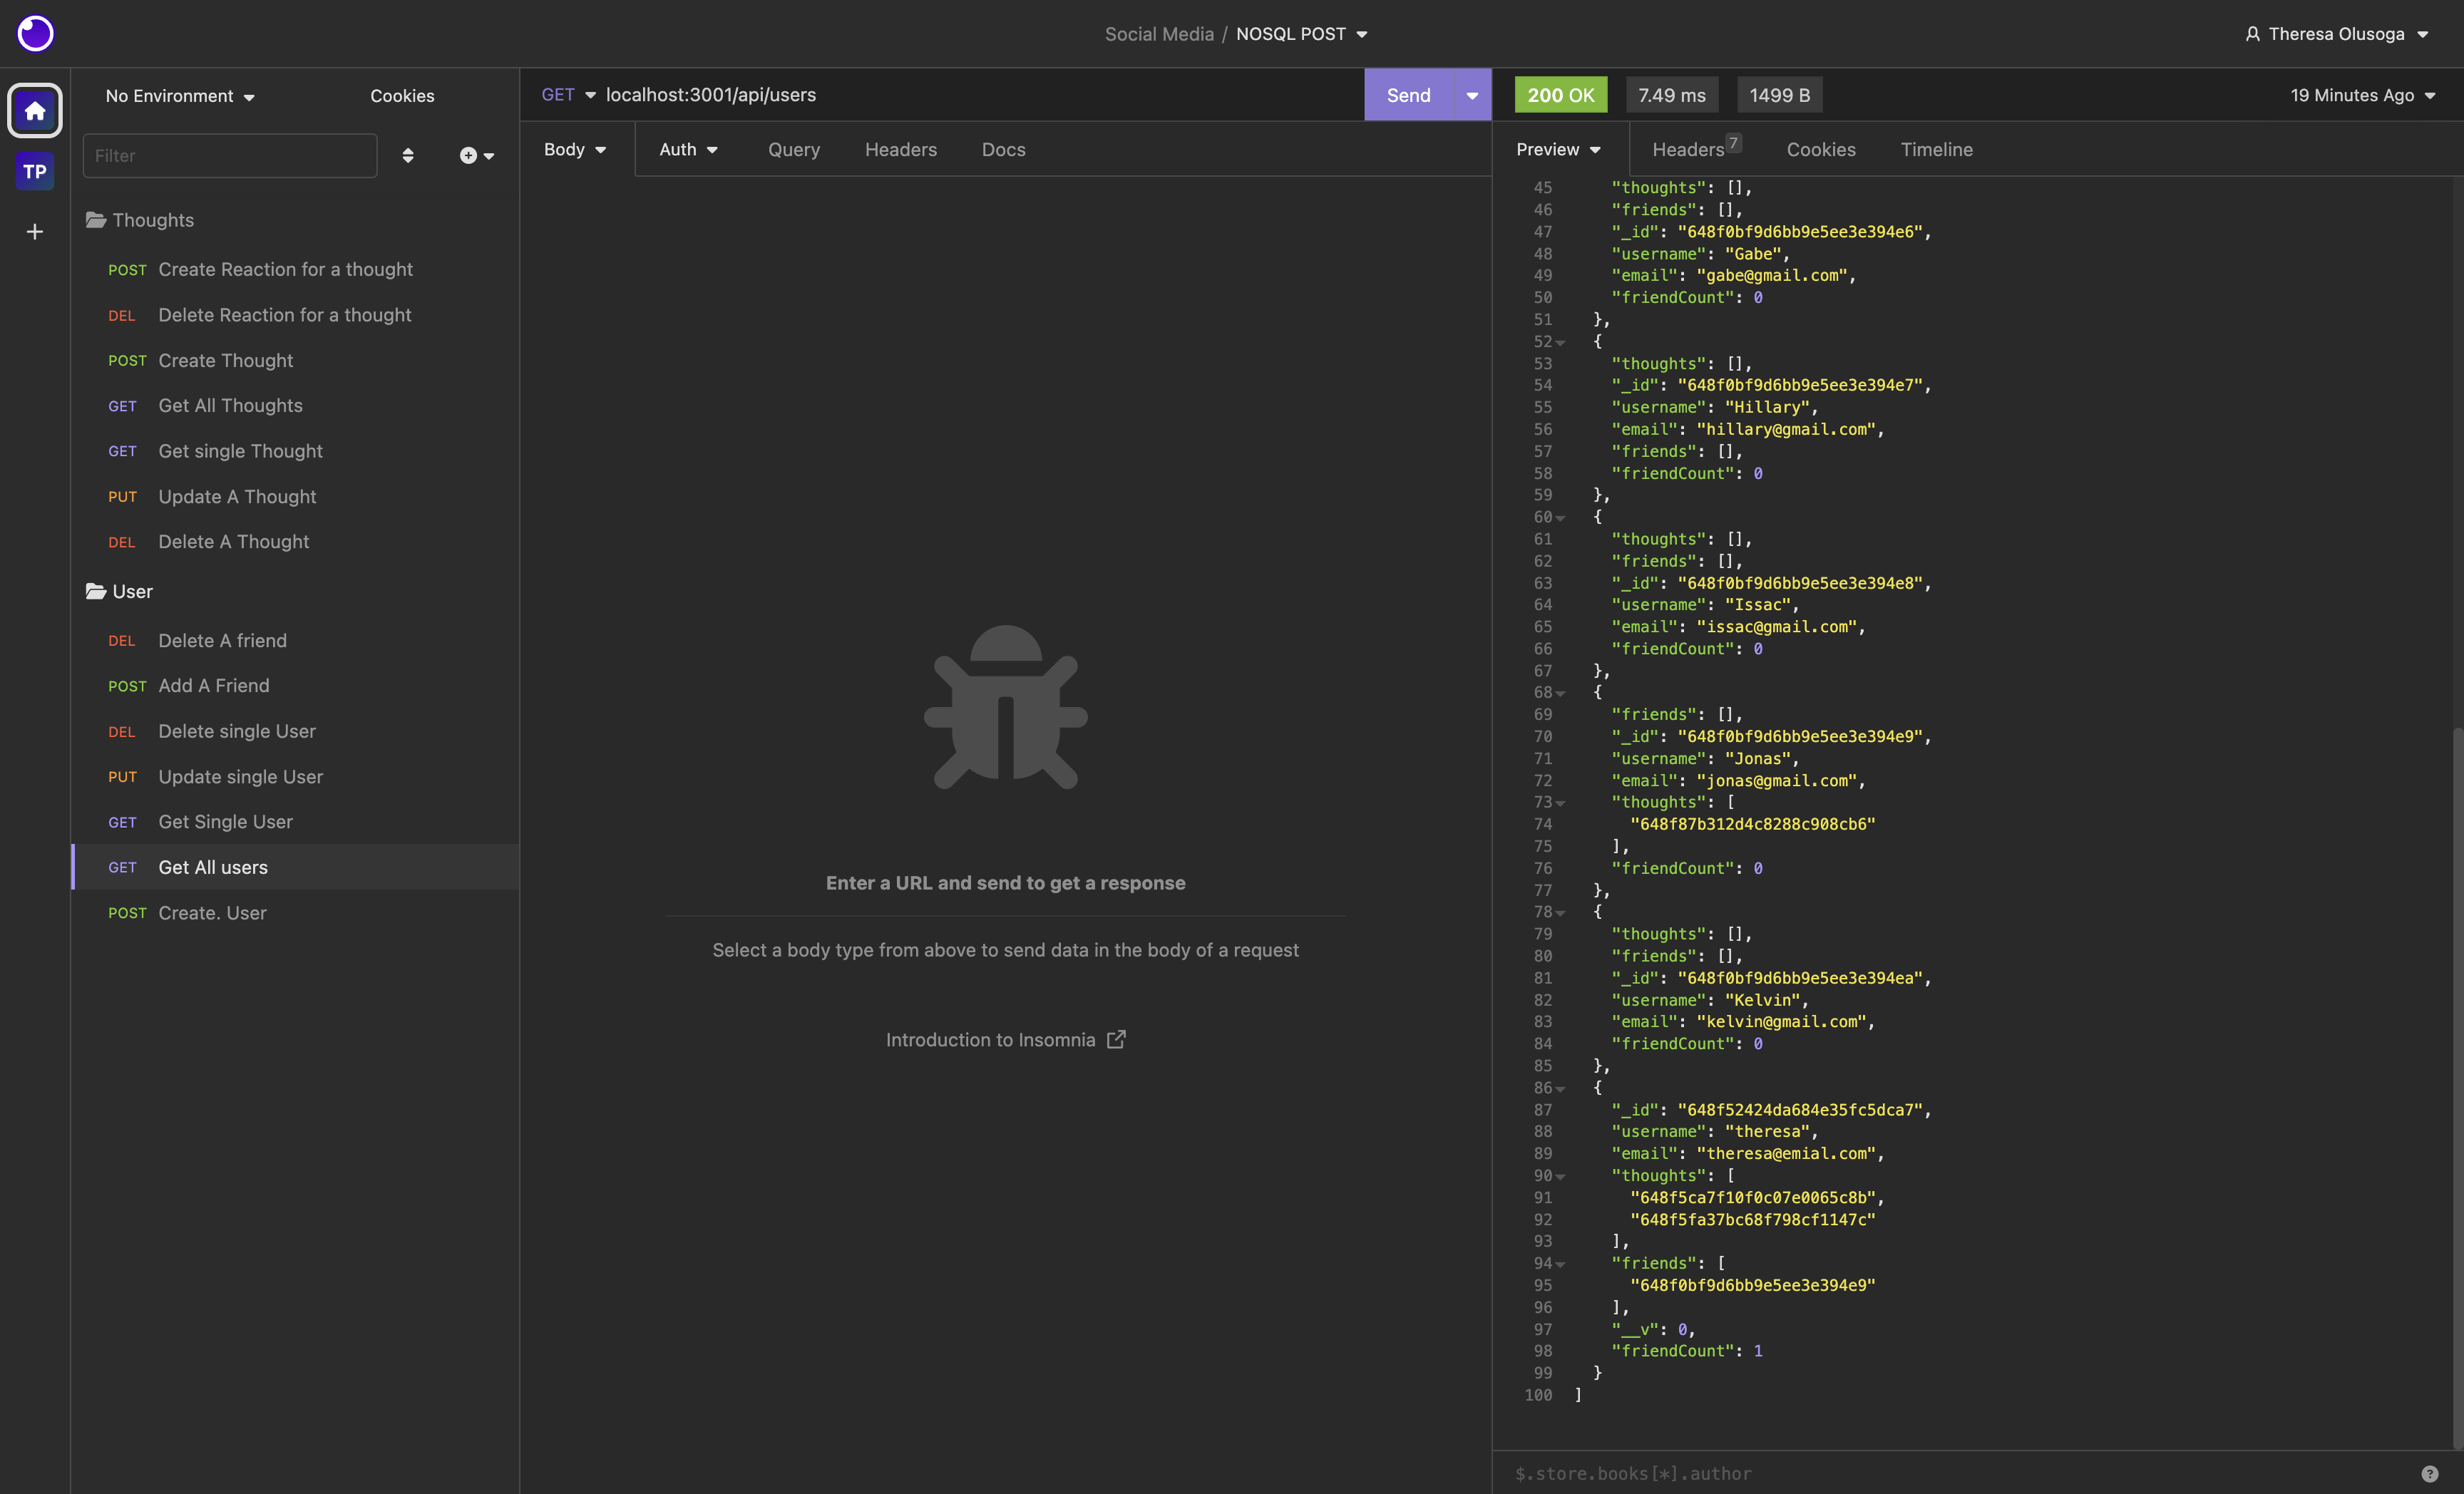 Social Media / NOSQL POST
Theresa Olusoga
TP
No Environment
Cookies
Filter
Thoughts
POST Create Reaction for a thought
DEL Delete Reaction for a thought
POST Create Thought
GET Get All Thoughts
GET Get single Thought
PUT Update A Thought
DEL Delete A Thought
User
DEL Delete A friend
POST Add A Friend
DEL Delete single User
PUT Update single User
GET Get Single User
GET Get All users
POST Create. User
GET localhost:3001/api/users
Send
Body
Auth
Query
Headers
Docs
Enter a URL and send to get a response
Select a body type from above to send data in the body of a request
Introduction to Insomnia
200 OK
7.49 ms
1499 B
19 Minutes Ago
Preview
Headers 7
Cookies
Timeline
45 "thoughts": [],
46 "friends": [],
47 "_id": "648f0bf9d6bb9e5ee3e394e6",
48 "username": "Gabe",
49 "email": "gabe@gmail.com",
50 "friendCount": 0
51 },
52 {
53 "thoughts": [],
54 "_id": "648f0bf9d6bb9e5ee3e394e7",
55 "username": "Hillary",
56 "email": "hillary@gmail.com",
57 "friends": [],
58 "friendCount": 0
59 },
60 {
61 "thoughts": [],
62 "friends": [],
63 "_id": "648f0bf9d6bb9e5ee3e394e8",
64 "username": "Issac",
65 "email": "issac@gmail.com",
66 "friendCount": 0
67 },
68 {
69 "friends": [],
70 "_id": "648f0bf9d6bb9e5ee3e394e9",
71 "username": "Jonas",
72 "email": "jonas@gmail.com",
73 "thoughts": [
74 "648f87b312d4c8288c908cb6"
75 ],
76 "friendCount": 0
77 },
78 {
79 "thoughts": [],
80 "friends": [],
81 "_id": "648f0bf9d6bb9e5ee3e394ea",
82 "username": "Kelvin",
83 "email": "kelvin@gmail.com",
84 "friendCount": 0
85 },
86 {
87 "_id": "648f52424da684e35fc5dca7",
88 "username": "theresa",
89 "email": "theresa@emial.com",
90 "thoughts": [
91 "648f5ca7f10f0c07e0065c8b",
92 "648f5fa37bc68f798cf1147c"
93 ],
94 "friends": [
95 "648f0bf9d6bb9e5ee3e394e9"
96 ],
97 "__v": 0,
98 "friendCount": 1
99 }
100 ]
$.store.books[*].author